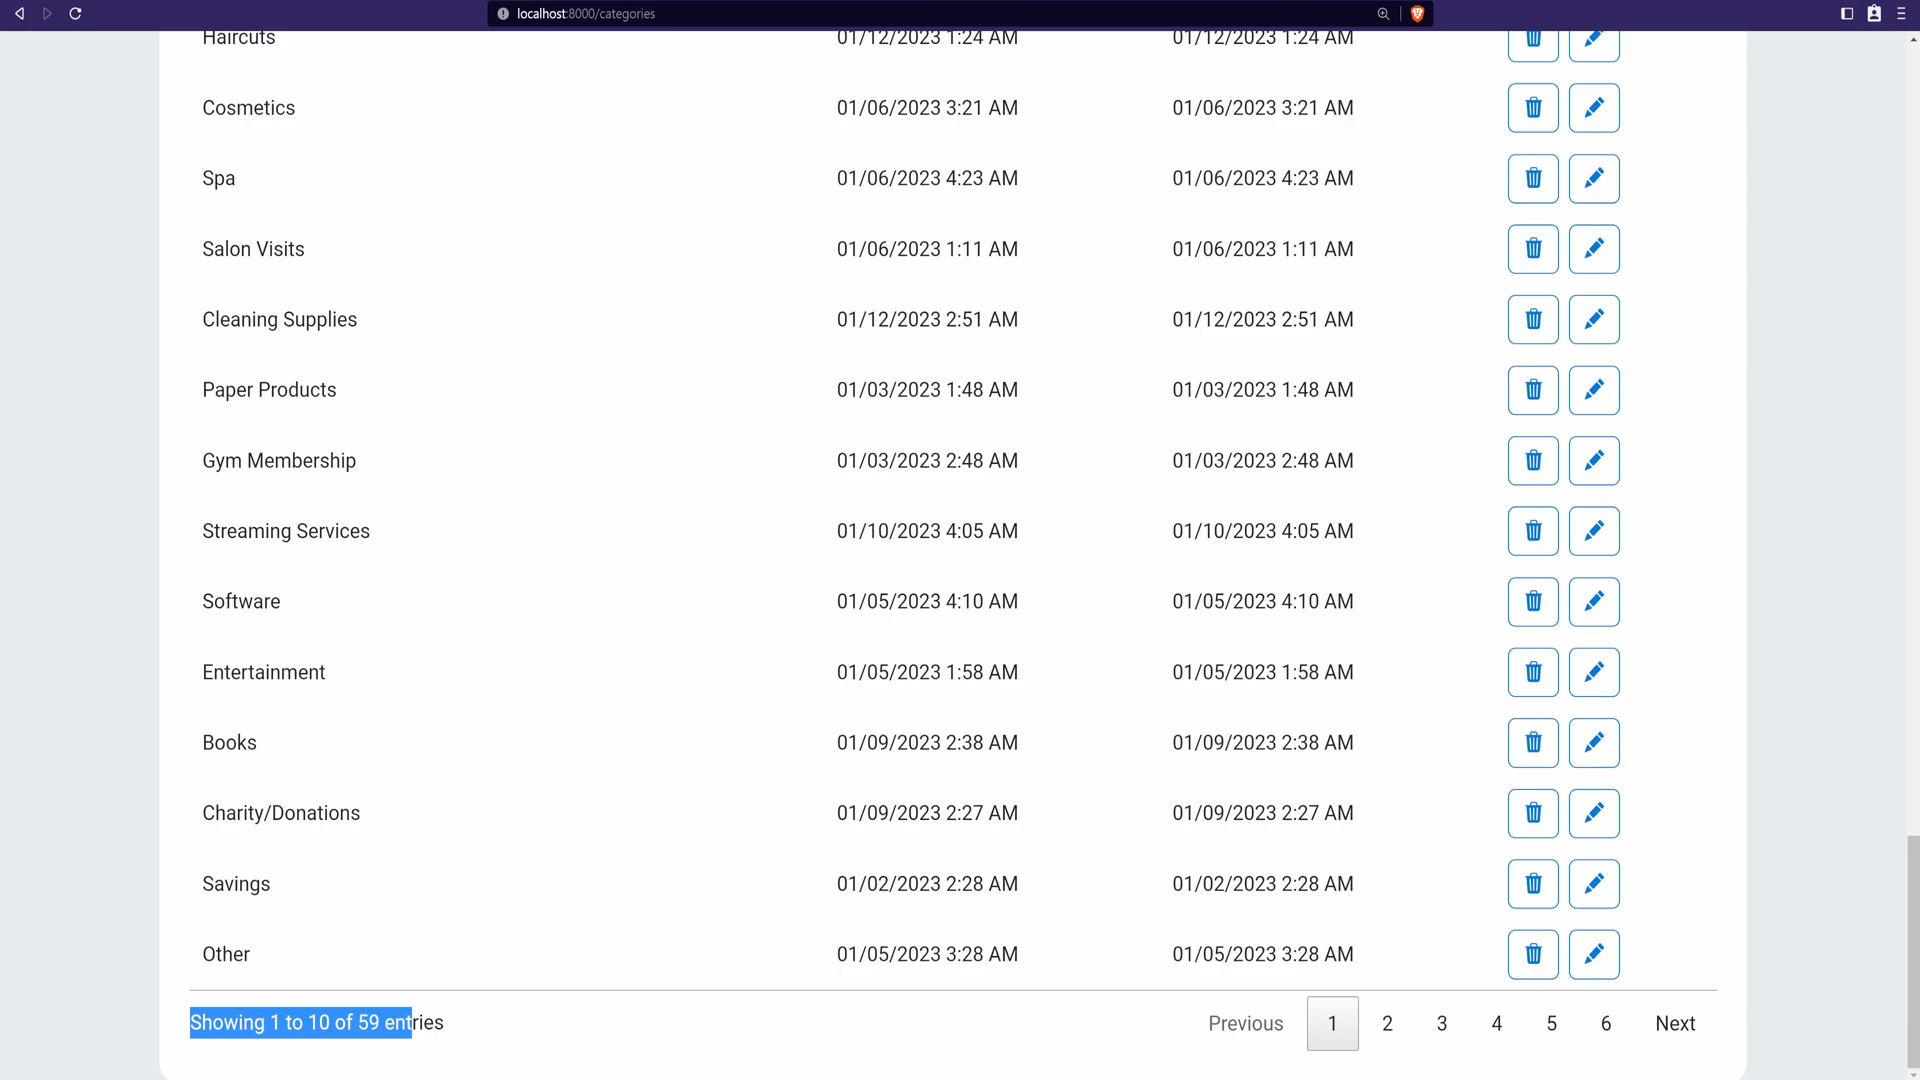 localhost:8000/categories
Haircuts 01/12/2023 1:24 AM 01/12/2023 1:24 AM
Cosmetics 01/06/2023 3:21 AM 01/06/2023 3:21 AM
Spa 01/06/2023 4:23 AM 01/06/2023 4:23 AM
Salon Visits 01/06/2023 1:11 AM 01/06/2023 1:11 AM
Cleaning Supplies 01/12/2023 2:51 AM 01/12/2023 2:51 AM
Paper Products 01/03/2023 1:48 AM 01/03/2023 1:48 AM
Gym Membership 01/03/2023 2:48 AM 01/03/2023 2:48 AM
Streaming Services 01/10/2023 4:05 AM 01/10/2023 4:05 AM
Software 01/05/2023 4:10 AM 01/05/2023 4:10 AM
Entertainment 01/05/2023 1:58 AM 01/05/2023 1:58 AM
Books 01/09/2023 2:38 AM 01/09/2023 2:38 AM
Charity/Donations 01/09/2023 2:27 AM 01/09/2023 2:27 AM
Savings 01/02/2023 2:28 AM 01/02/2023 2:28 AM
Other 01/05/2023 3:28 AM 01/05/2023 3:28 AM
Showing 1 to 10 of 59 entries Previous 1 2 3 4 5 6 Next